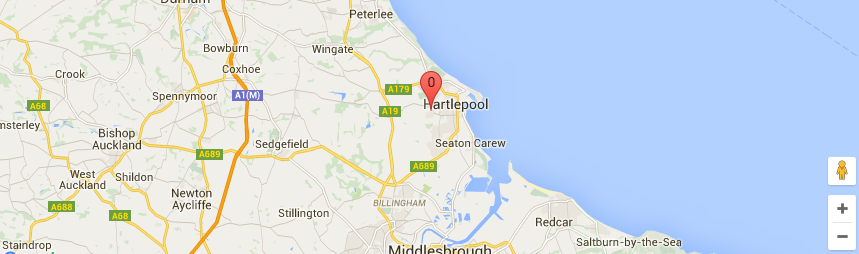 Durham
Peterlee
Bowburn
Wingate
Coxhoe
Crook
A179
0
Spennymoor
A1(M)
A68
A19
Hartlepool
msterley
Bishop
Auckland
Sedgefield
Seaton Carew
A689
A689
West
Auckland
Shildon
Newton
Aycliffe
BILLINGHAM
A688
A68
Stillington
Redcar
+
Staindrop
Middlesbrough
Saltburn-by-the-Sea
−